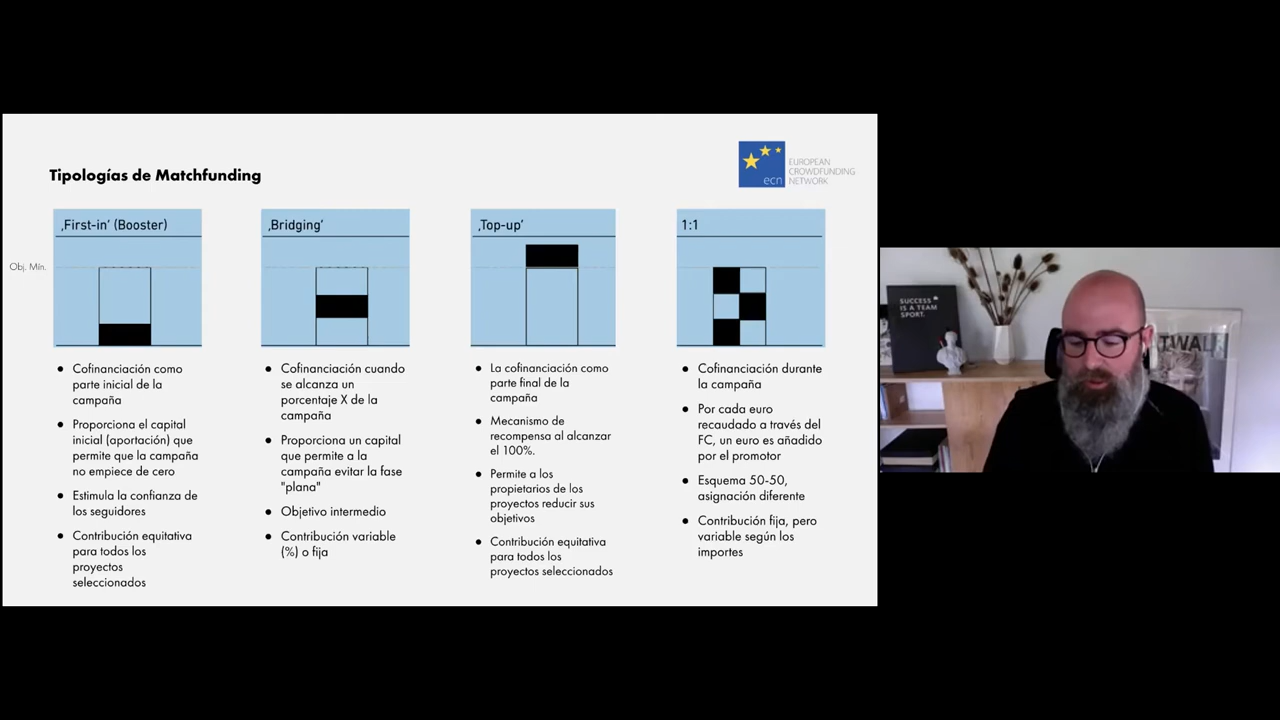 Tipologías de Matchfunding
EUROPEAN
CROWDFUNDING
NETWORK
ecn
‚First-in‘ (Booster)
Obj. Mín.
● Cofinanciación como
parte inicial de la
campaña
● Proporciona el capital
inicial (aportación) que
permite que la campaña
no empiece de cero
● Estimula la confianza de
los seguidores
● Contribución equitativa
para todos los
proyectos
seleccionados
‚Bridging‘
● Cofinanciación cuando
se alcanza un
porcentaje X de la
campaña
● Proporciona un capital
que permite a la
campaña evitar la fase
"plana"
● Objetivo intermedio
● Contribución variable
(%) o fija
‚Top-up‘
● La cofinanciación como
parte final de la
campaña
● Mecanismo de
recompensa al alcanzar
el 100%.
● Permite a los
propietarios de los
proyectos reducir sus
objetivos
● Contribución equitativa
para todos los
proyectos seleccionados
1:1
● Cofinanciación durante
la campaña
● Por cada euro
recaudado a través del
FC, un euro es añadido
por el promotor
● Esquema 50-50,
asignación diferente
● Contribución fija, pero
variable según los
importes
SUCCESS
IS A TEAM
SPORT.
TWAL